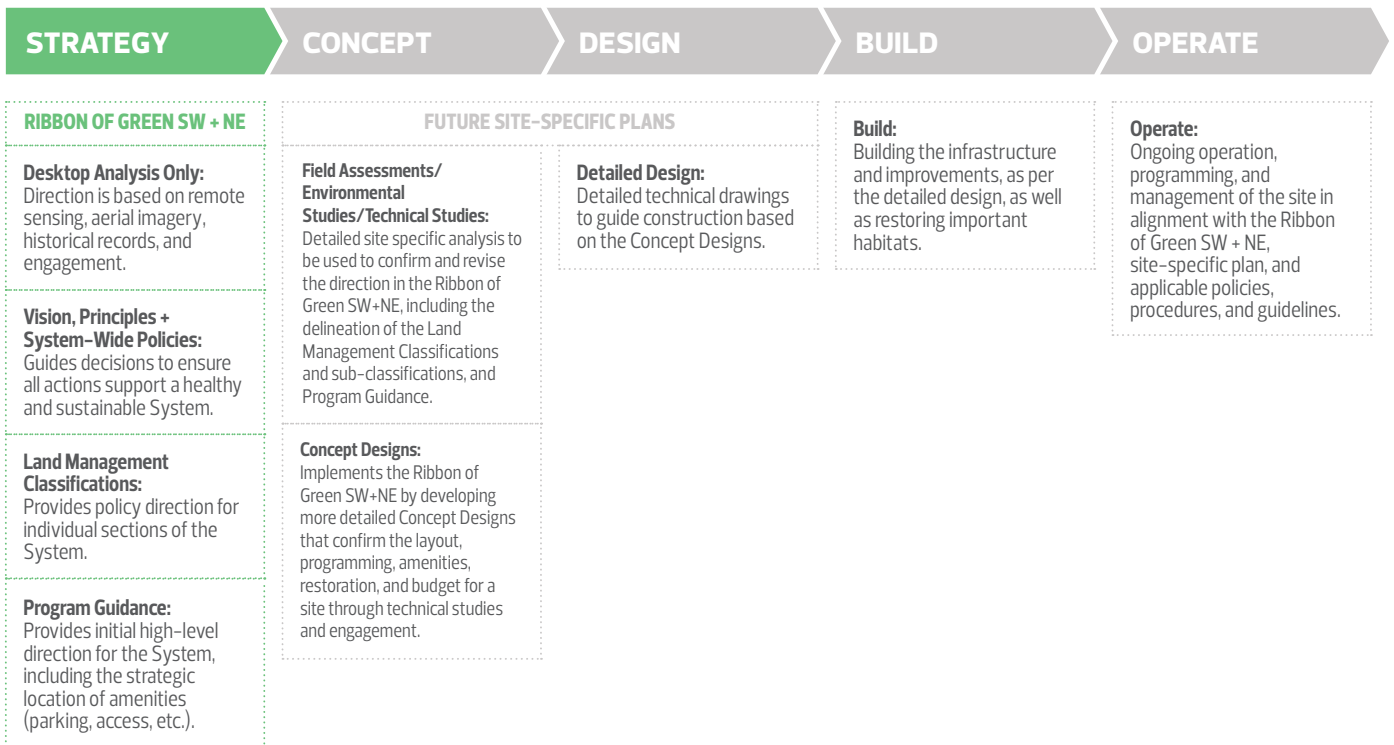 STRATEGY
CONCEPT
DESIGN
BUILD
OPERATE
RIBBON OF GREEN SW + NE
Desktop Analysis Only:
Direction is based on remote
sensing, aerial imagery,
historical records, and
engagement.
Vision, Principles +
System-Wide Policies:
Guides decisions to ensure
all actions support a healthy
and sustainable System.
Land Management
Classifications:
Provides policy direction for
individual sections of the
System.
Program Guidance:
Provides initial high-level
direction for the System,
including the strategic
location of amenities
(parking, access, etc.).
FUTURE SITE-SPECIFIC PLANS
Field Assessments/
Environmental
Studies/Technical Studies:
Detailed site specific analysis to
be used to confirm and revise
the direction in the Ribbon of
Green SW+NE, including the
delineation of the Land
Management Classifications
and sub-classifications, and
Program Guidance.
Concept Designs:
Implements the Ribbon of
Green SW+NE by developing
more detailed Concept Designs
that confirm the layout,
programming, amenities,
restoration, and budget for a
site through technical studies
and engagement.
Detailed Design:
Detailed technical drawings
to guide construction based
on the Concept Designs.
Build:
Building the infrastructure
and improvements, as per
the detailed design, as well
as restoring important
habitats.
Operate:
Ongoing operation,
programming, and
management of the site in
alignment with the Ribbon
of Green SW + NE,
site-specific plan, and
applicable policies,
procedures, and guidelines.